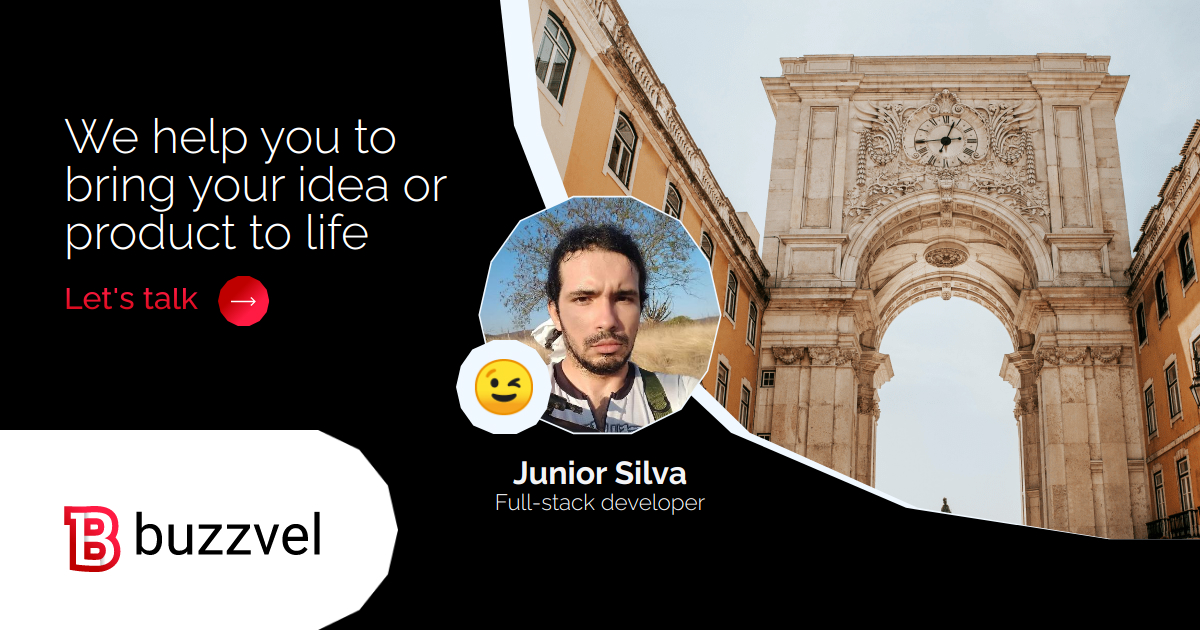 We help you to
bring your idea or
product to life
Let's talk
Junior Silva
Full-stack developer
buzzvel